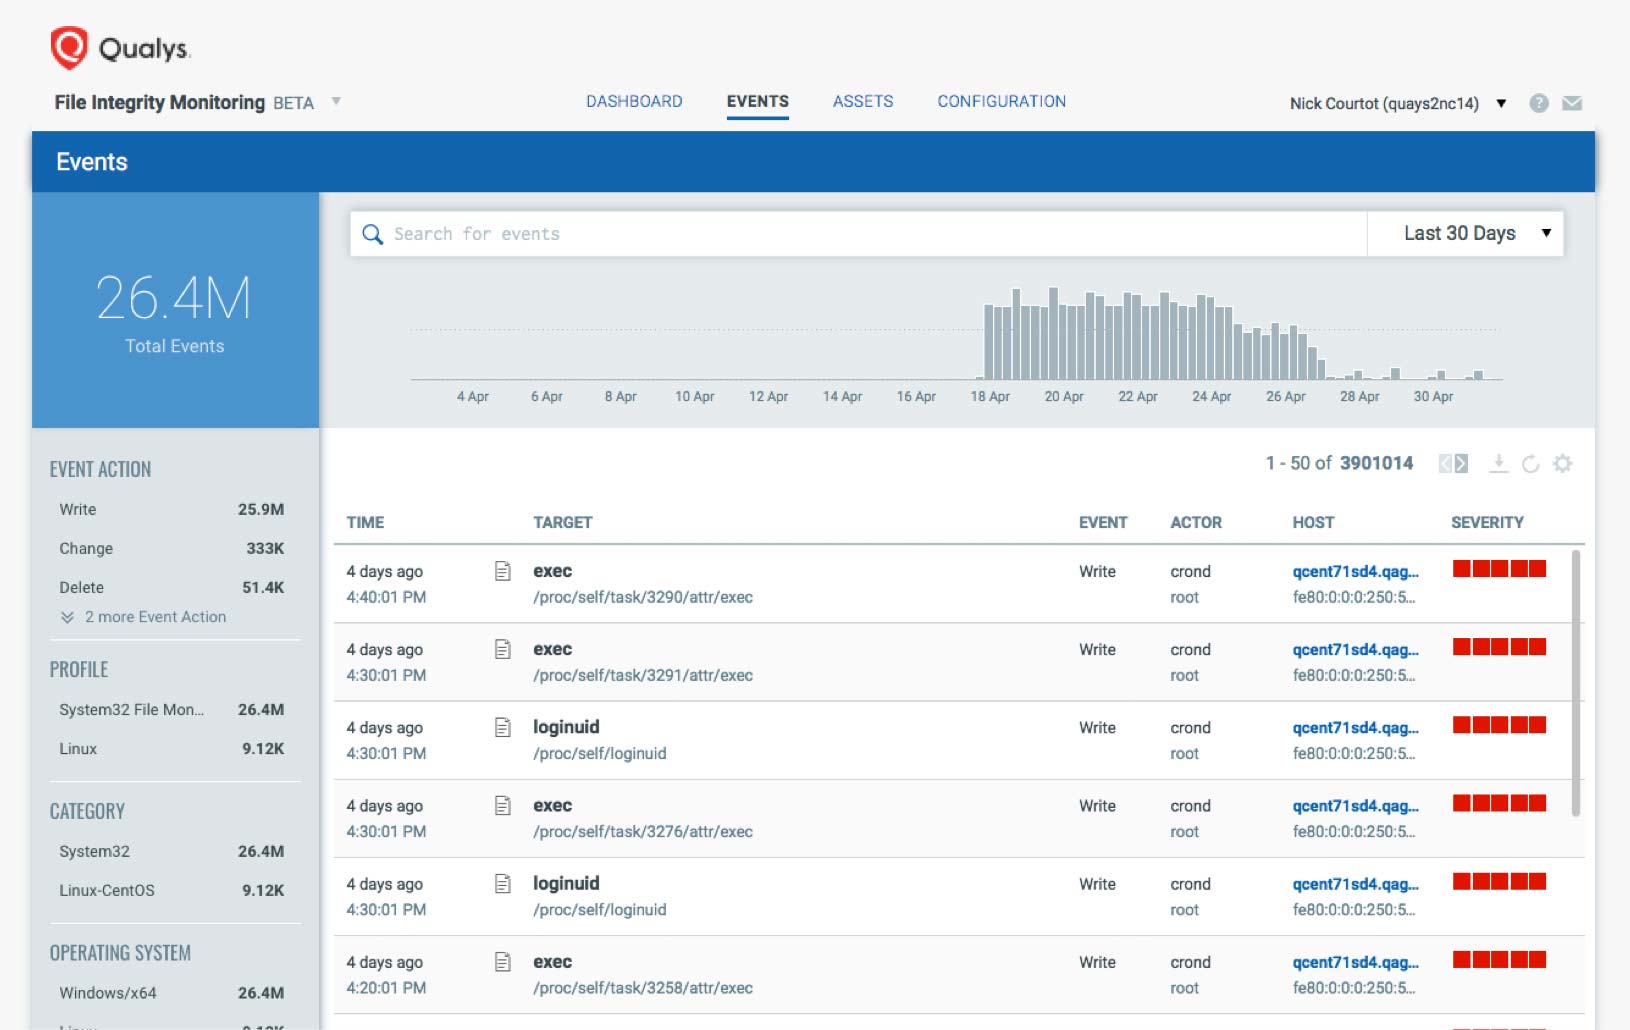 Qualys.
File Integrity Monitoring BETA
DASHBOARD EVENTS ASSETS CONFIGURATION
Nick Courtot (quays2nc14)
?
Events
26.4M
Total Events
Search for events
Last 30 Days
4 Apr 6 Apr 8 Apr 10 Apr 12 Apr 14 Apr 16 Apr 18 Apr 20 Apr 22 Apr 24 Apr 26 Apr 28 Apr 30 Apr
EVENT ACTION
Write 25.9M
Change 333K
Delete 51.4K
2 more Event Action
PROFILE
System32 File Mon... 26.4M
Linux 9.12K
CATEGORY
System32 26.4M
Linux-CentOS 9.12K
OPERATING SYSTEM
Windows/x64 26.4M
Linux 9.12K
1 - 50 of 3901014
TIME TARGET EVENT ACTOR HOST SEVERITY
4 days ago exec Write crond qcent71sd4.qag...
4:40:01 PM /proc/self/task/3290/attr/exec root fe80:0:0:0:250:5...
4 days ago exec Write crond qcent71sd4.qag...
4:30:01 PM /proc/self/task/3291/attr/exec root fe80:0:0:0:250:5...
4 days ago loginuid Write crond qcent71sd4.qag...
4:30:01 PM /proc/self/loginuid root fe80:0:0:0:250:5...
4 days ago exec Write crond qcent71sd4.qag...
4:30:01 PM /proc/self/task/3276/attr/exec root fe80:0:0:0:250:5...
4 days ago loginuid Write crond qcent71sd4.qag...
4:30:01 PM /proc/self/loginuid root fe80:0:0:0:250:5...
4 days ago exec Write crond qcent71sd4.qag...
4:20:01 PM /proc/self/task/3258/attr/exec root fe80:0:0:0:250:5...